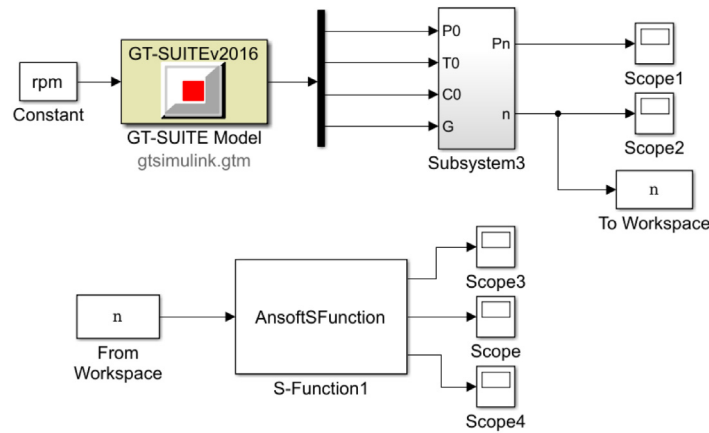 GT-SUITEv2016
rpm
Constant
GT-SUITE Model
gtsimulink.gtm
P0
T0
C0
G
Pn
n
Subsystem3
Scope1
Scope2
n
To Workspace
n
From
Workspace
AnsoftSFunction
S-Function1
Scope3
Scope
Scope4